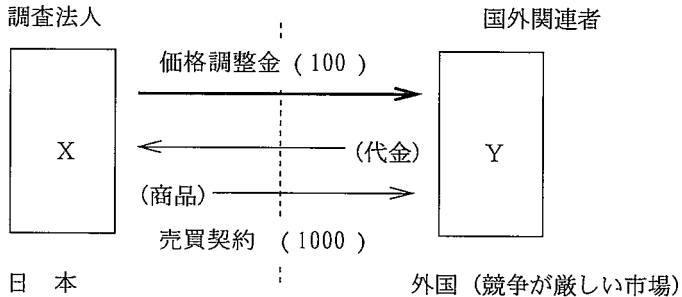 調査法人
国外関連者
価格調整金 ( 100 )
X
(代金)
Y
(商品)
売買契約 ( 1000 )
日 本
外国 (競争が厳しい市場)